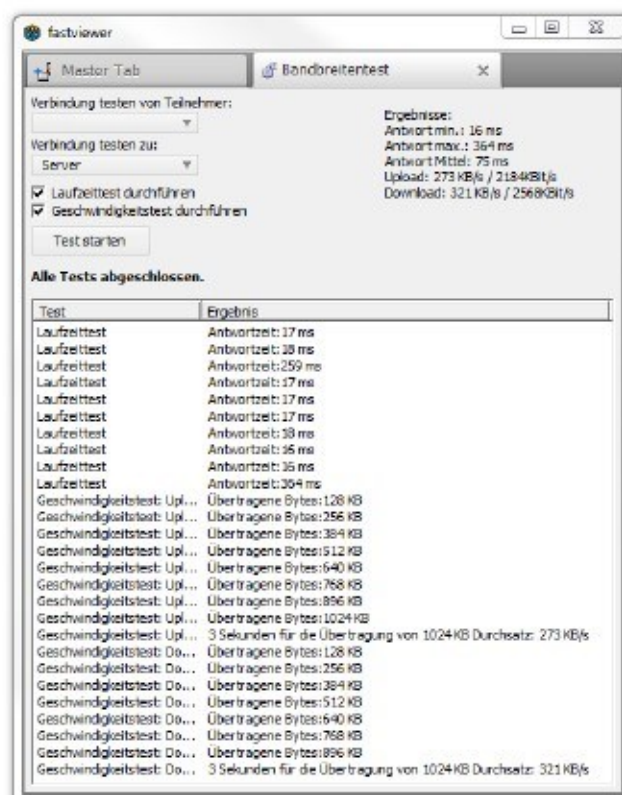 fastviewer
Master Tab
Bandbreitentest
Verbindung testen von Teilnehmer:
Verbindung testen zu:
Server
Laufzeittest durchführen
Geschwindigkeitstest durchführen
Test starten
Ergebnisse:
Antwort min.: 16 ms
Antwort max.: 364 ms
Antwort Mittel: 75 ms
Upload: 273 KB/s / 2184KBit/s
Download: 321 KB/s / 2568KBit/s
Alle Tests abgeschlossen.
Test Ergebnis
Laufzeittest Antwortzeit: 17 ms
Laufzeittest Antwortzeit: 18 ms
Laufzeittest Antwortzeit: 259 ms
Laufzeittest Antwortzeit: 17 ms
Laufzeittest Antwortzeit: 17 ms
Laufzeittest Antwortzeit: 17 ms
Laufzeittest Antwortzeit: 18 ms
Laufzeittest Antwortzeit: 16 ms
Laufzeittest Antwortzeit: 16 ms
Laufzeittest Antwortzeit: 364 ms
Geschwindigkeitstest: Upl... Übertragene Bytes: 128 KB
Geschwindigkeitstest: Upl... Übertragene Bytes: 256 KB
Geschwindigkeitstest: Upl... Übertragene Bytes: 384 KB
Geschwindigkeitstest: Upl... Übertragene Bytes: 512 KB
Geschwindigkeitstest: Upl... Übertragene Bytes: 640 KB
Geschwindigkeitstest: Upl... Übertragene Bytes: 768 KB
Geschwindigkeitstest: Upl... Übertragene Bytes: 896 KB
Geschwindigkeitstest: Upl... Übertragene Bytes: 1024 KB
Geschwindigkeitstest: Upl... 3 Sekunden für die Übertragung von 1024 KB Durchsatz: 273 KB/s
Geschwindigkeitstest: Do... Übertragene Bytes: 128 KB
Geschwindigkeitstest: Do... Übertragene Bytes: 256 KB
Geschwindigkeitstest: Do... Übertragene Bytes: 384 KB
Geschwindigkeitstest: Do... Übertragene Bytes: 512 KB
Geschwindigkeitstest: Do... Übertragene Bytes: 640 KB
Geschwindigkeitstest: Do... Übertragene Bytes: 768 KB
Geschwindigkeitstest: Do... Übertragene Bytes: 896 KB
Geschwindigkeitstest: Do... 3 Sekunden für die Übertragung von 1024 KB Durchsatz: 321 KB/s